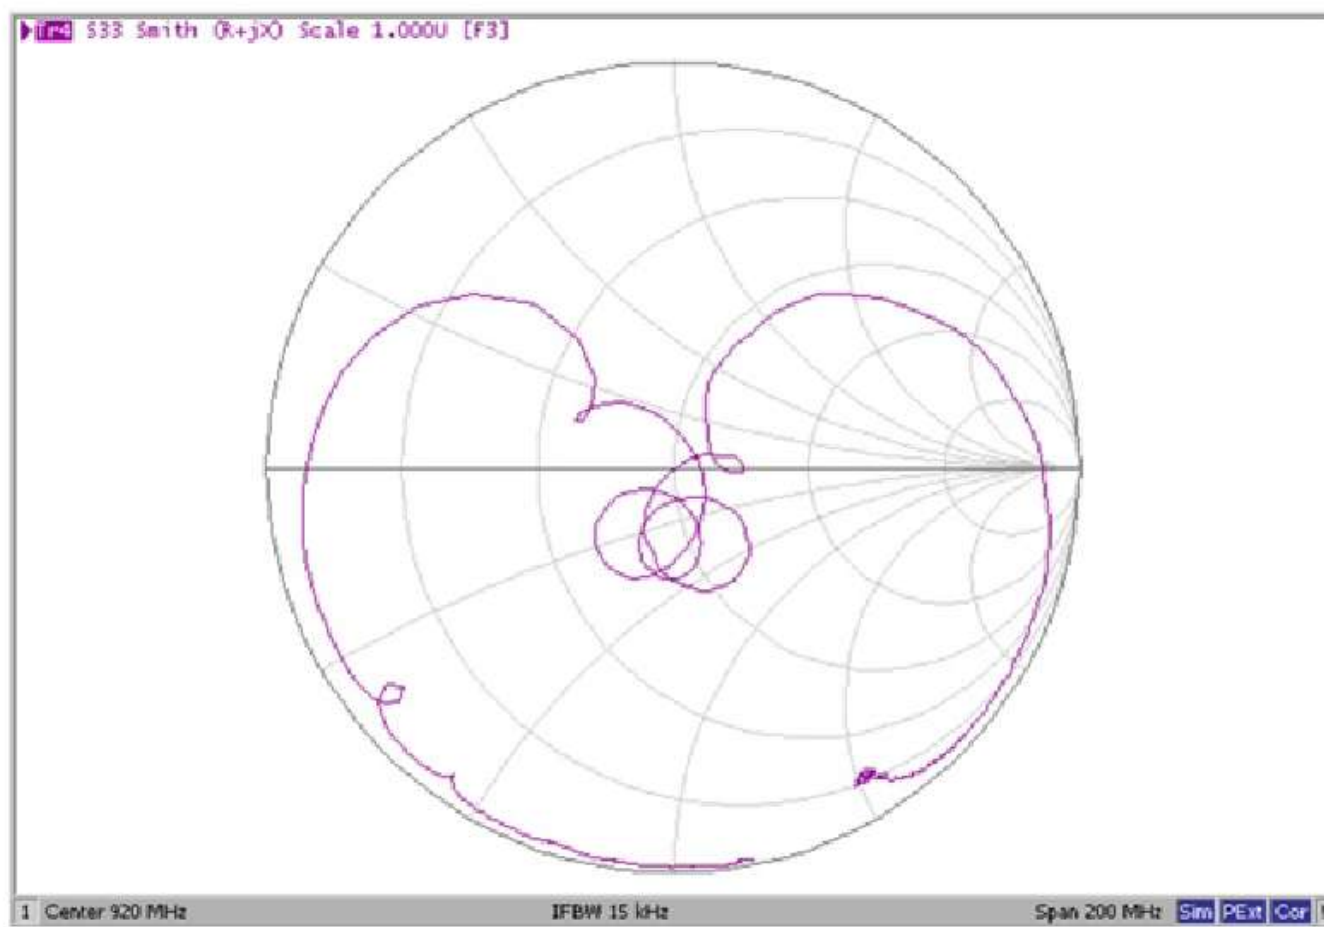 Tr4 S33 Smith (R+jX) Scale 1.000U [F3]
1 Center 920 MHz IFBW 15 kHz Span 200 MHz Sim PExt Cor